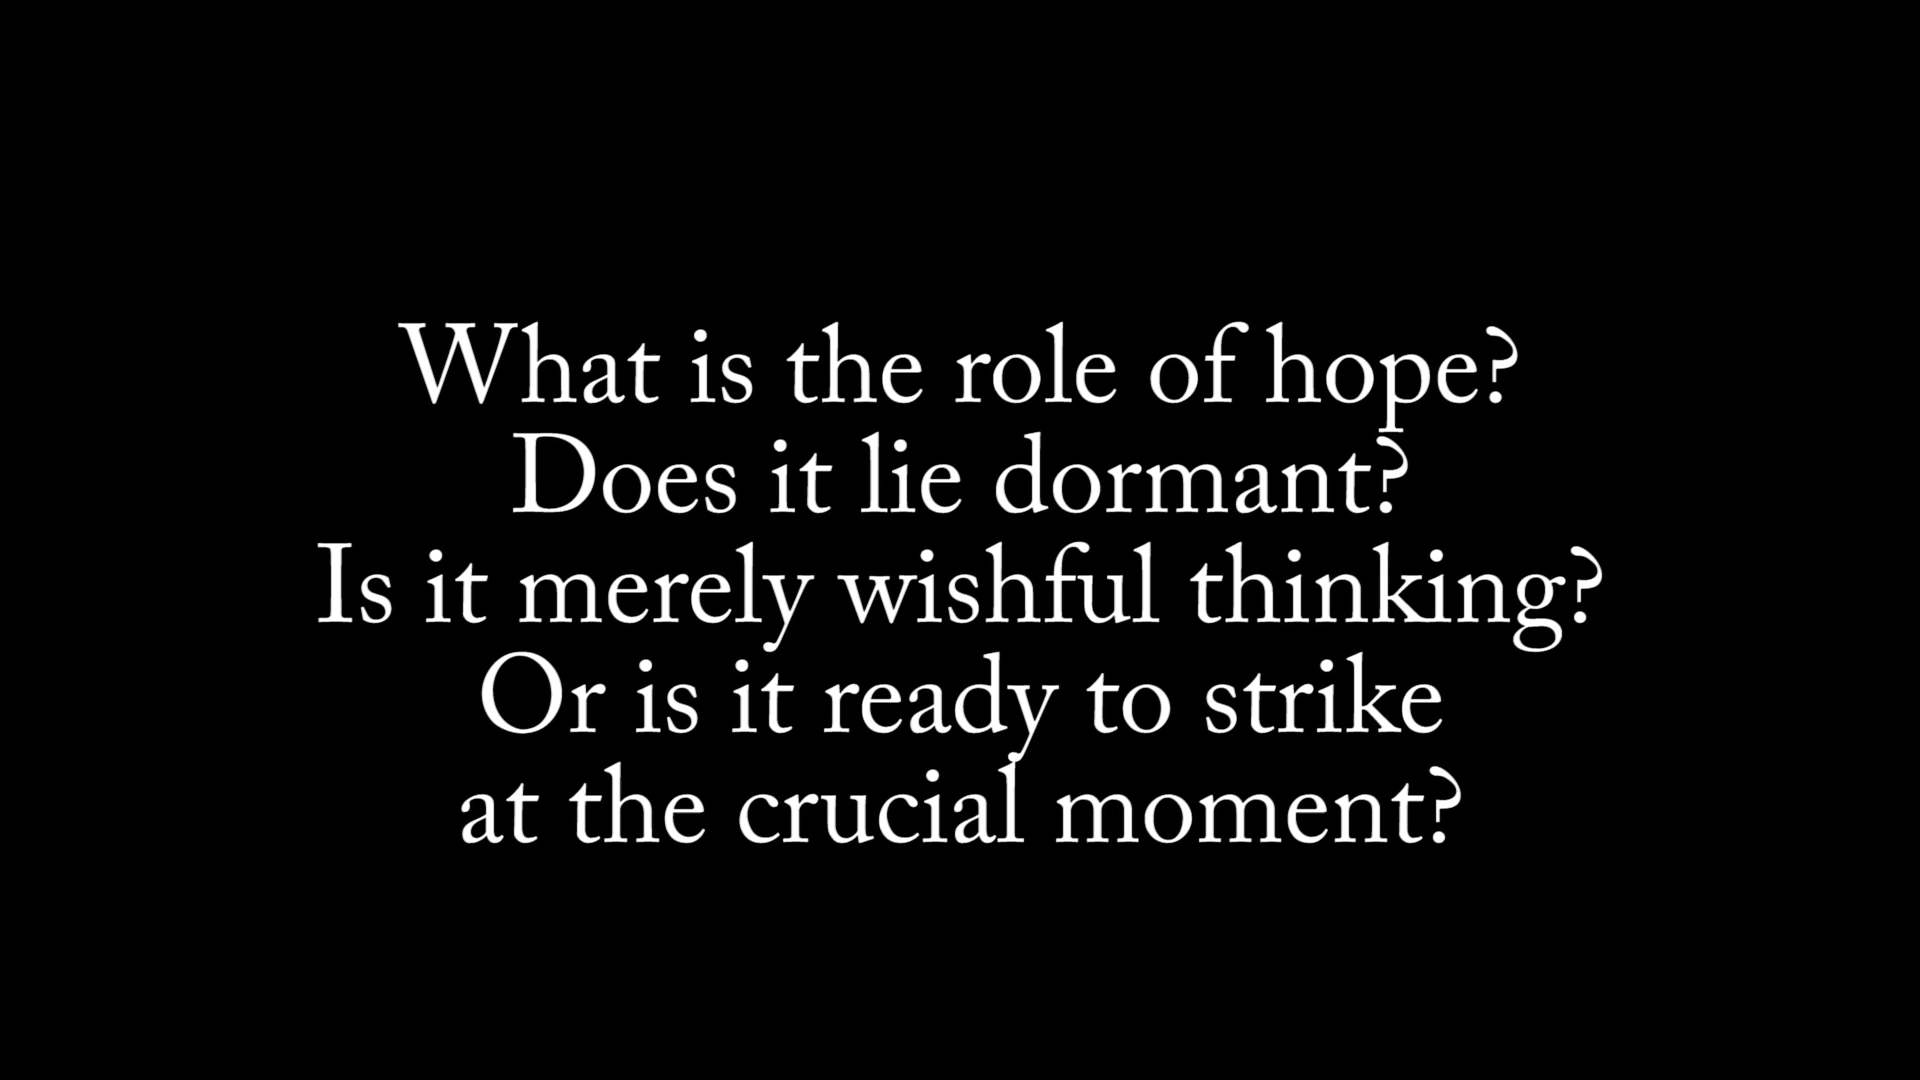 What is the role of hope?
Does it lie dormant?
Is it merely wishful thinking?
Or is it ready to strike
at the crucial moment?